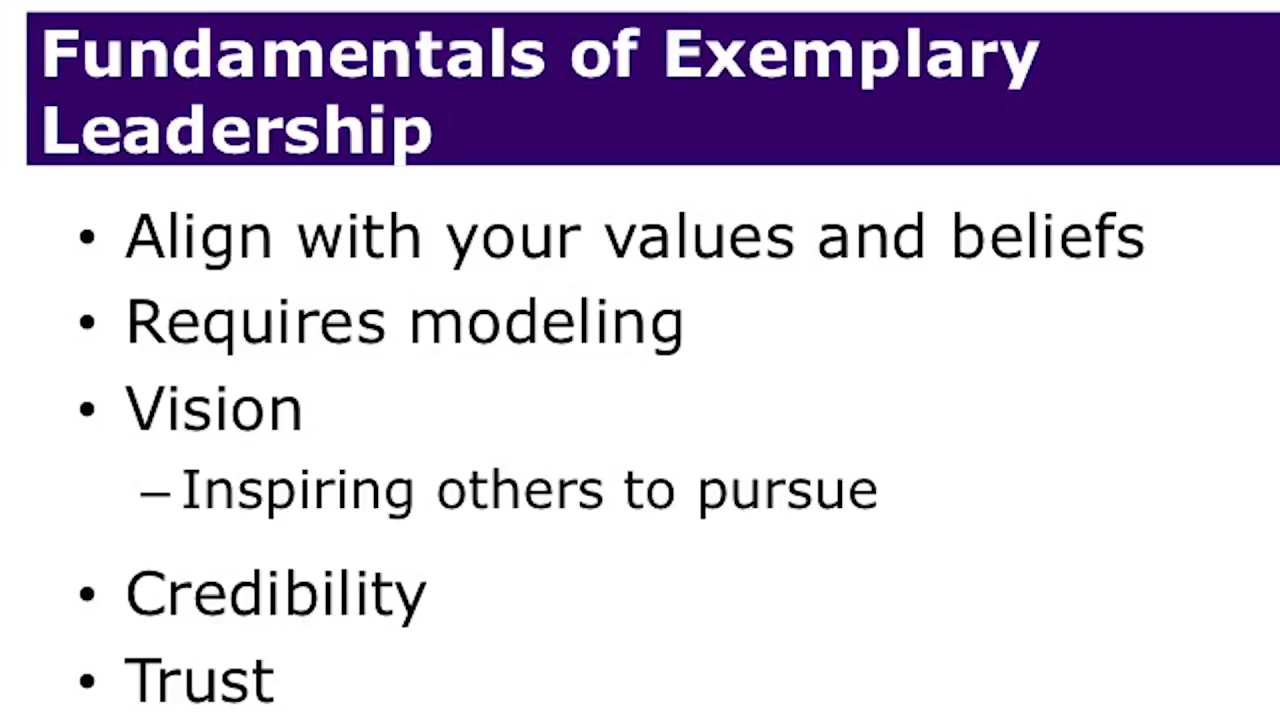 Fundamentals of Exemplary
Leadership
• Align with your values and beliefs
• Requires modeling
• Vision
– Inspiring others to pursue
• Credibility
• Trust